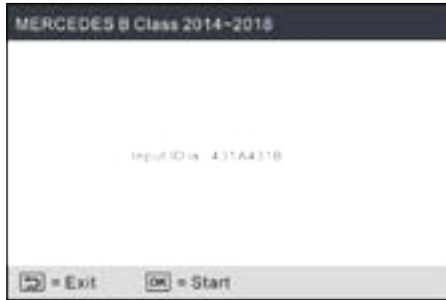 MERCEDES B Class 2014~2018
Input ID is : 431A431B
= Exit OK = Start